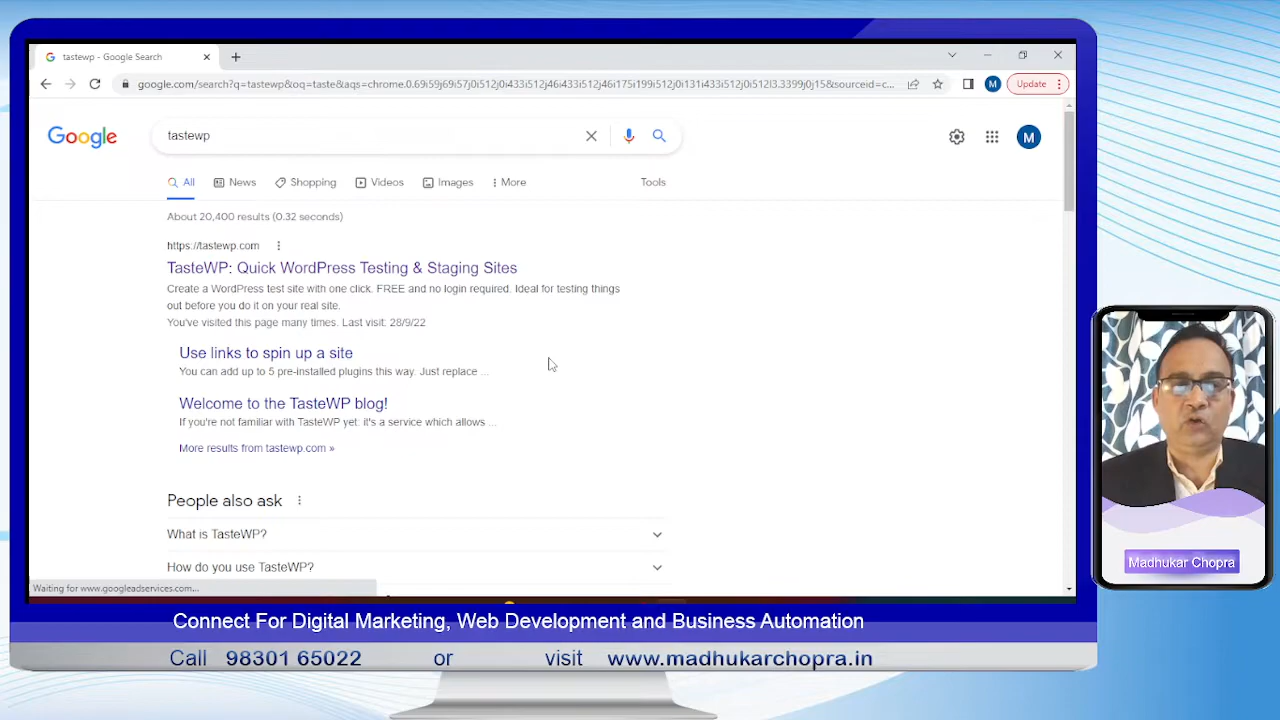 tastewp - Google Search
google.com/search?q=tastewp&oq=taste&aqs=chrome.0.69i59j69i57j0i512j0i433i512j46i433i512j46i175i199i512j0i131i433i512j0i512l3.3399j0j15&sourceid=c...
M
Update
Google
tastewp
M
All
News
Shopping
Videos
Images
More
Tools
About 20,400 results (0.32 seconds)
https://tastewp.com
TasteWP: Quick WordPress Testing & Staging Sites
Create a WordPress test site with one click. FREE and no login required. Ideal for testing things
out before you do it on your real site.
You've visited this page many times. Last visit: 28/9/22
Use links to spin up a site
You can add up to 5 pre-installed plugins this way. Just replace ...
Welcome to the TasteWP blog!
If you're not familiar with TasteWP yet. it's a service which allows ...
More results from tastewp.com »
People also ask
What is TasteWP?
How do you use TasteWP?
Waiting for www.googleadservices.com...
Madhukar Chopra
Connect For Digital Marketing, Web Development and Business Automation
Call 98301 65022 or visit www.madhukarchopra.in